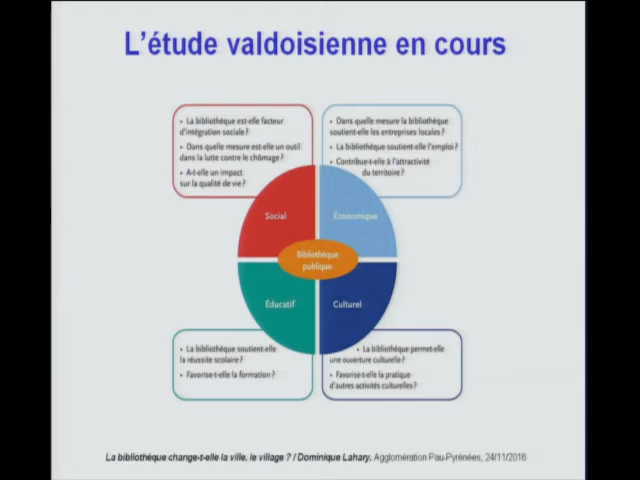 L'étude valdoisienne en cours
• La bibliothèque est-elle facteur
d'intégration sociale ?
• Dans quelle mesure est-elle un outil
dans la lutte contre le chômage ?
• A-t-elle un impact
sur la qualité de vie ?
• Dans quelle mesure la bibliothèque
soutient-elle les entreprises locales ?
• La bibliothèque soutient-elle l'emploi ?
• Contribue-t-elle à l'attractivité
du territoire ?
Social
Économique
Bibliothèque
publique
Éducatif
Culturel
• La bibliothèque soutient-elle
la réussite scolaire ?
• Favorise-t-elle la formation ?
• La bibliothèque permet-elle
une ouverture culturelle ?
• Favorise-t-elle la pratique
d'autres activités culturelles ?
La bibliothèque change-t-elle la ville, le village ? / Dominique Lahary, Agglomération Pau-Pyrénées, 24/11/2016